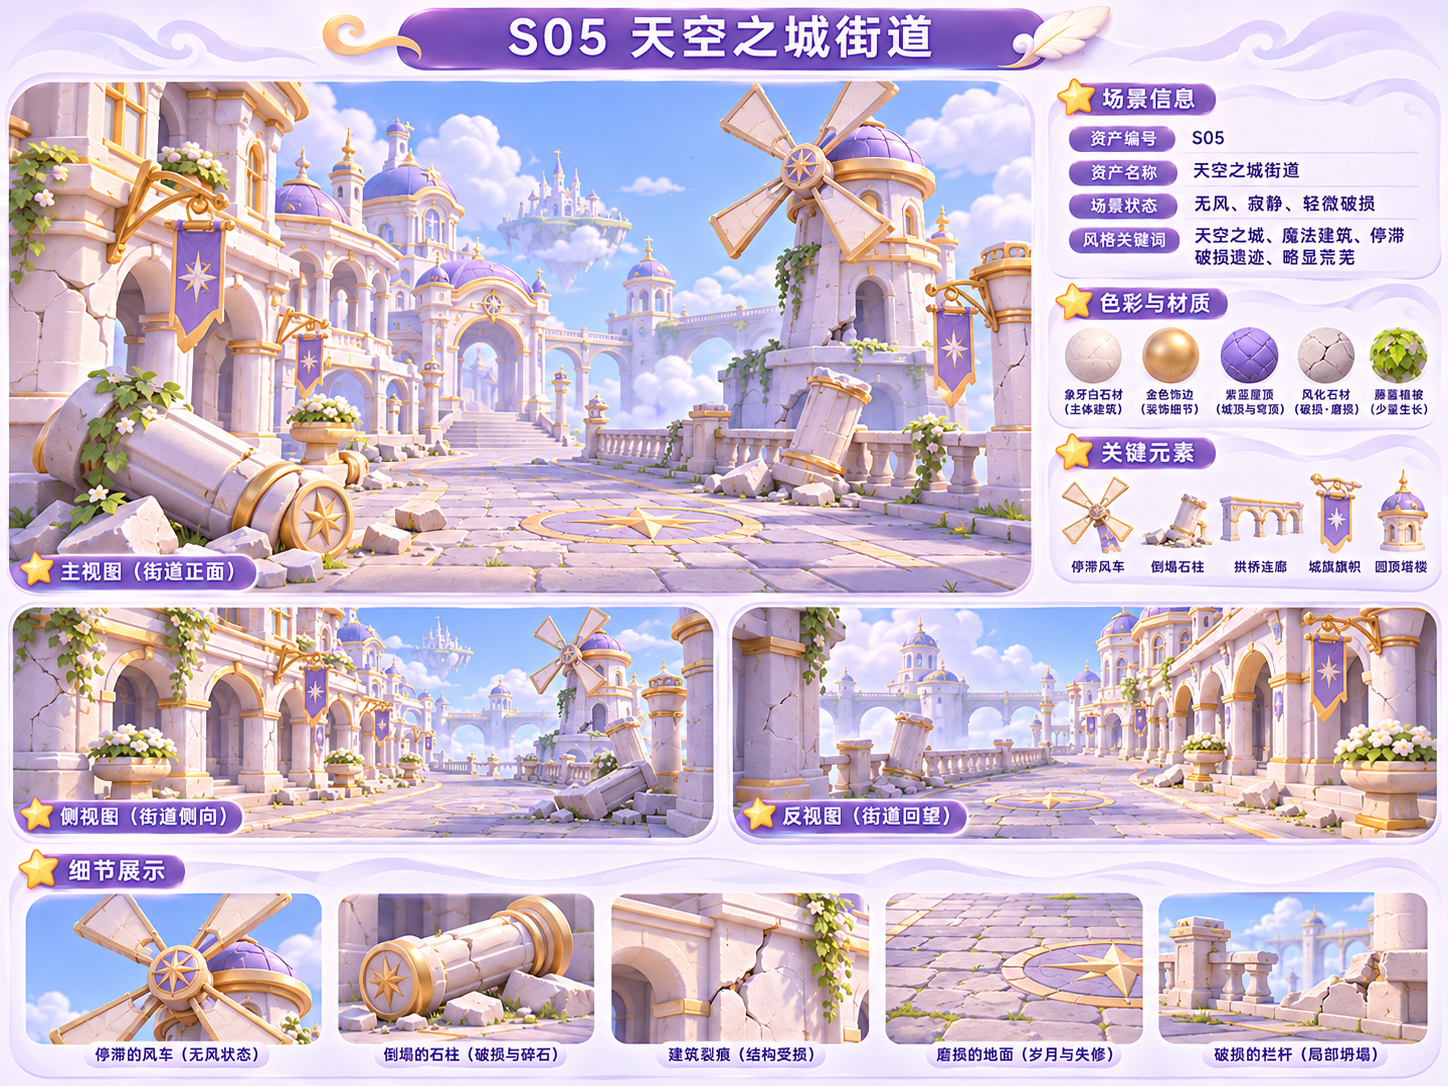 S05 天空之城街道
主视图（街道正面）
场景信息
资产编号 S05
资产名称 天空之城街道
场景状态 无风、寂静、轻微破损
风格关键词 天空之城、魔法建筑、停滞
破损遗迹、略显荒芜
色彩与材质
象牙白石材
（主体建筑）
金色饰边
（装饰细节）
紫蓝屋顶
（城顶与穹顶）
风化石材
（破损·磨损）
藤蔓植被
（少量生长）
关键元素
停滞风车
倒塌石柱
拱桥连廊
城旗旗帜
圆顶塔楼
侧视图（街道侧向）
反视图（街道回望）
细节展示
停滞的风车（无风状态）
倒塌的石柱（破损与碎石）
建筑裂痕（结构受损）
磨损的地面（岁月与失修）
破损的栏杆（局部坍塌）